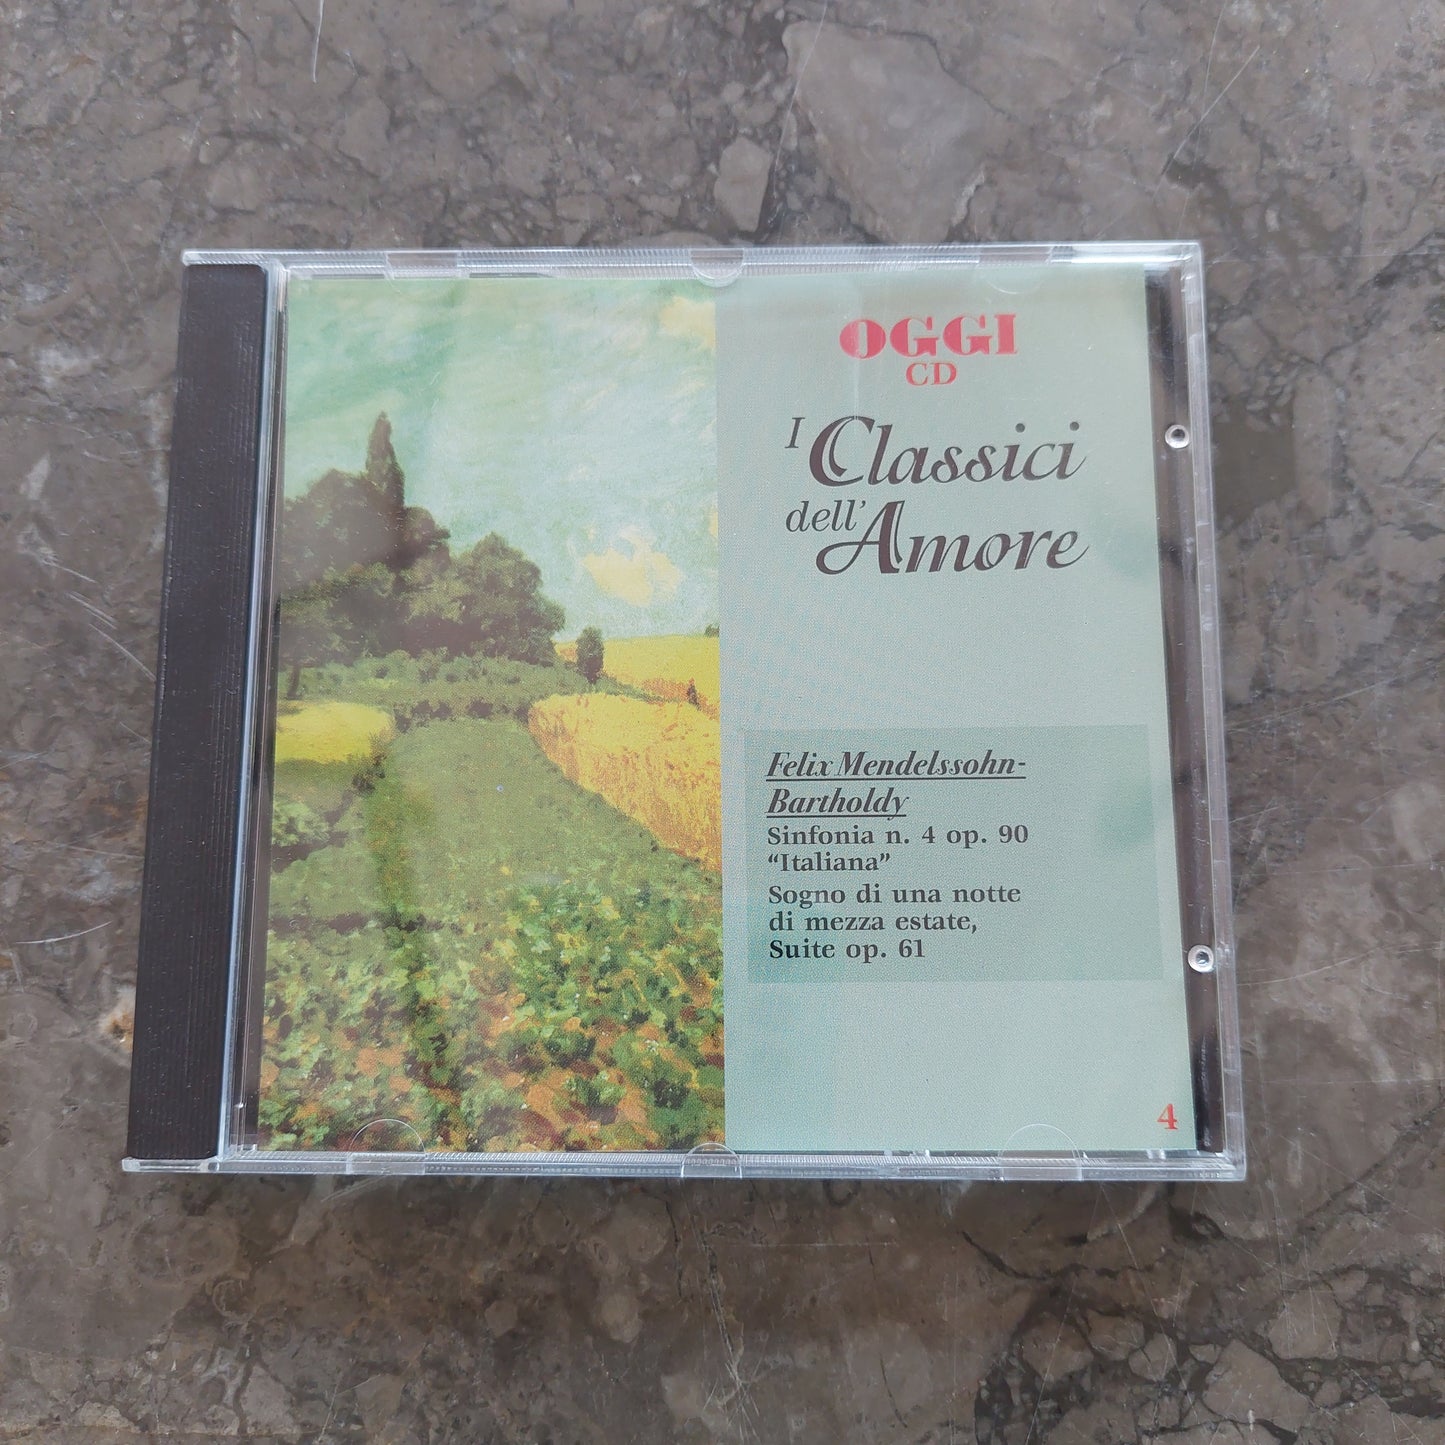 OGGI
CD
I Classici
dell'Amore
Felix Mendelssohn-
Bartholdy
Sinfonia n. 4 op. 90
“Italiana”
Sogno di una notte
di mezza estate,
Suite op. 61
4